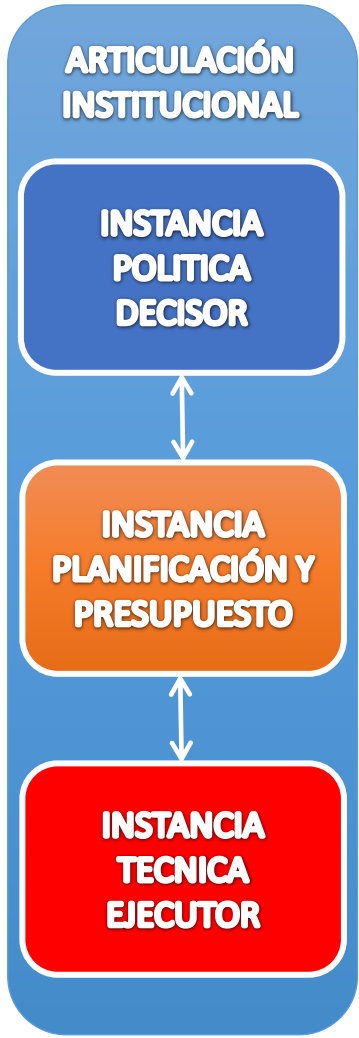 ARTICULACIÓN
INSTITUCIONAL
INSTANCIA
POLITICA
DECISOR
INSTANCIA
PLANIFICACIÓN Y
PRESUPUESTO
INSTANCIA
TECNICA
EJECUTOR